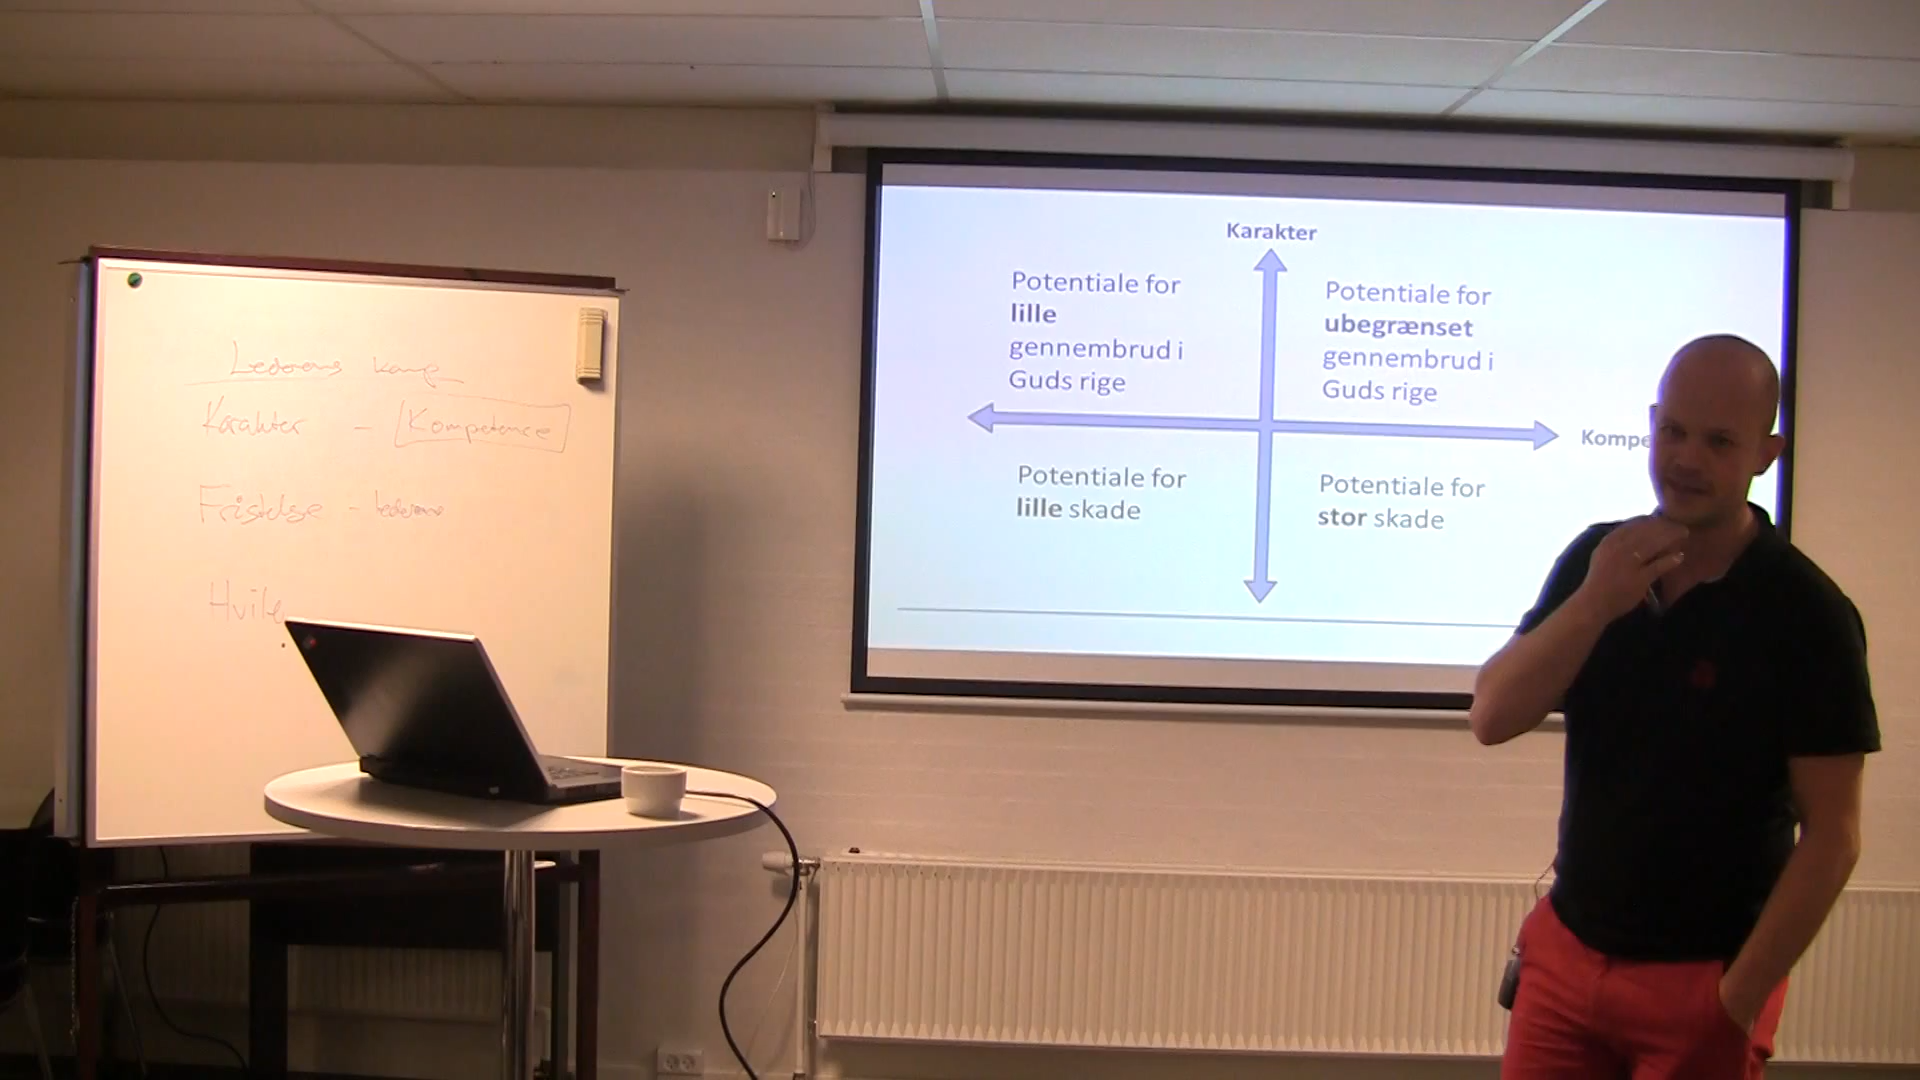 Lederens kamp
Karakter - Kompetence
Fristelse - lederens
Hvile
Karakter
Potentiale for
lille
gennembrud i
Guds rige
Potentiale for
ubegrænset
gennembrud i
Guds rige
Kompe
Potentiale for
lille skade
Potentiale for
stor skade